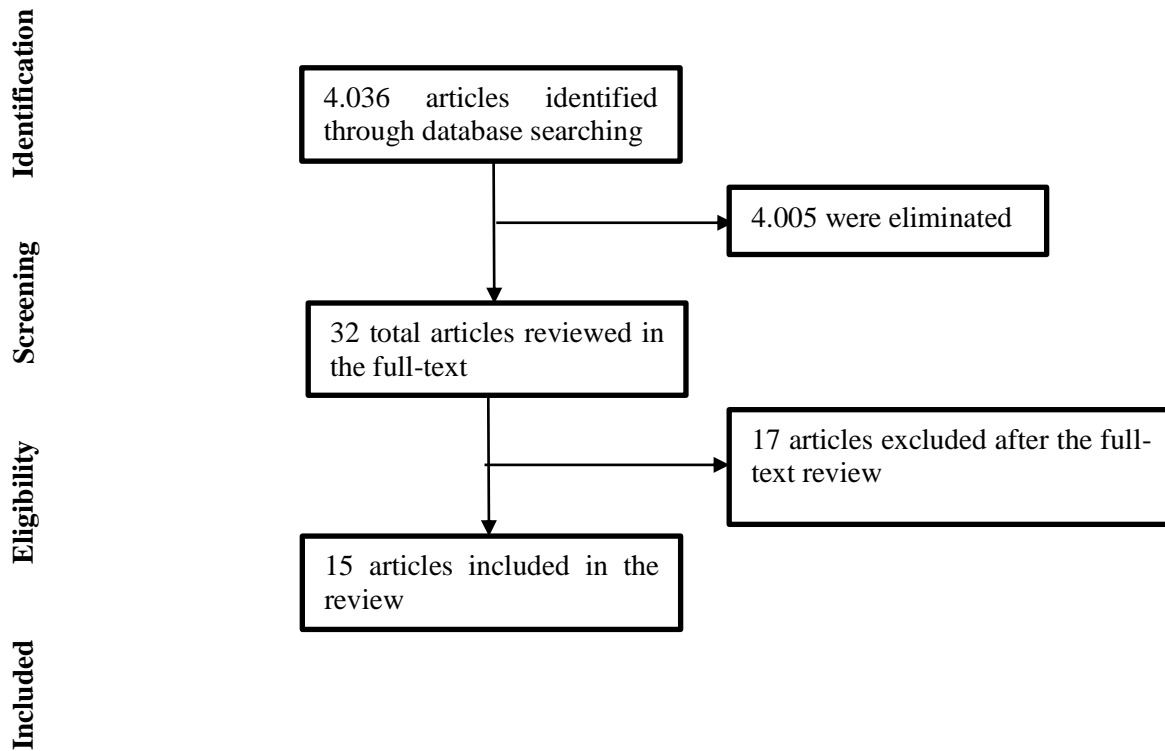 Identification
4.036 articles identified
through database searching
4.005 were eliminated
Screening
32 total articles reviewed in
the full-text
17 articles excluded after the full-
text review
Eligibility
15 articles included in the
review
Included